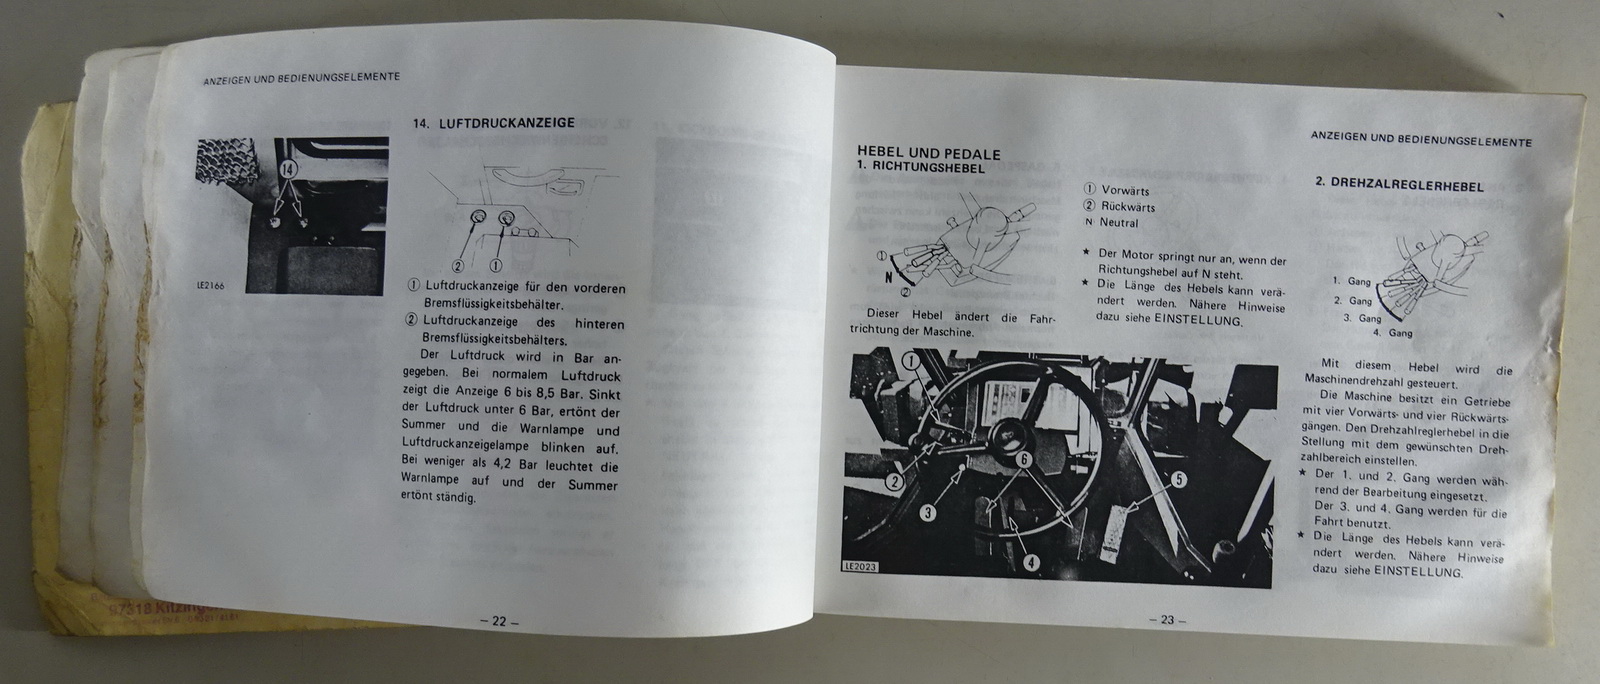 ANZEIGEN UND BEDIENUNGSELEMENTE
14
LE2166
14. LUFTDRUCKANZEIGE
② ①
① Luftdruckanzeige für den vorderen
Bremsflüssigkeitsbehälter.
② Luftdruckanzeige des hinteren
Bremsflüssigkeitsbehälters.
Der Luftdruck wird in Bar an-
gegeben. Bei normalem Luftdruck
zeigt die Anzeige 6 bis 8,5 Bar. Sinkt
der Luftdruck unter 6 Bar, ertönt der
Summer und die Warnlampe und
Luftdruckanzeigelampe blinken auf.
Bei weniger als 4,2 Bar leuchtet die
Warnlampe auf und der Summer
ertönt ständig.
97318 Kitzingen
– 22 –
ANZEIGEN UND BEDIENUNGSELEMENTE
HEBEL UND PEDALE
1. RICHTUNGSHEBEL
①
N
②
Dieser Hebel ändert die Fahr-
trichtung der Maschine.
① Vorwärts
② Rückwärts
N Neutral
★ Der Motor springt nur an, wenn der
Richtungshebel auf N steht.
★ Die Länge des Hebels kann verä-
ndert werden. Nähere Hinweise
dazu siehe EINSTELLUNG.
1
2
3
6
4
5
LE2023
2. DREHZALREGLERHEBEL
1. Gang
2. Gang
3. Gang
4. Gang
Mit diesem Hebel wird die
Maschinendrehzahl gesteuert.
Die Maschine besitzt ein Getriebe
mit vier Vorwärts- und vier Rückwärts-
gängen. Den Drehzahlreglerhebel in die
Stellung mit dem gewünschten Dreh-
zahlbereich einstellen.
★ Der 1. und 2. Gang werden wäh-
rend der Bearbeitung eingesetzt.
Der 3. und 4. Gang werden für die
Fahrt benutzt.
★ Die Länge des Hebels kann verä-
ndert werden. Nähere Hinweise
dazu siehe EINSTELLUNG.
– 23 –